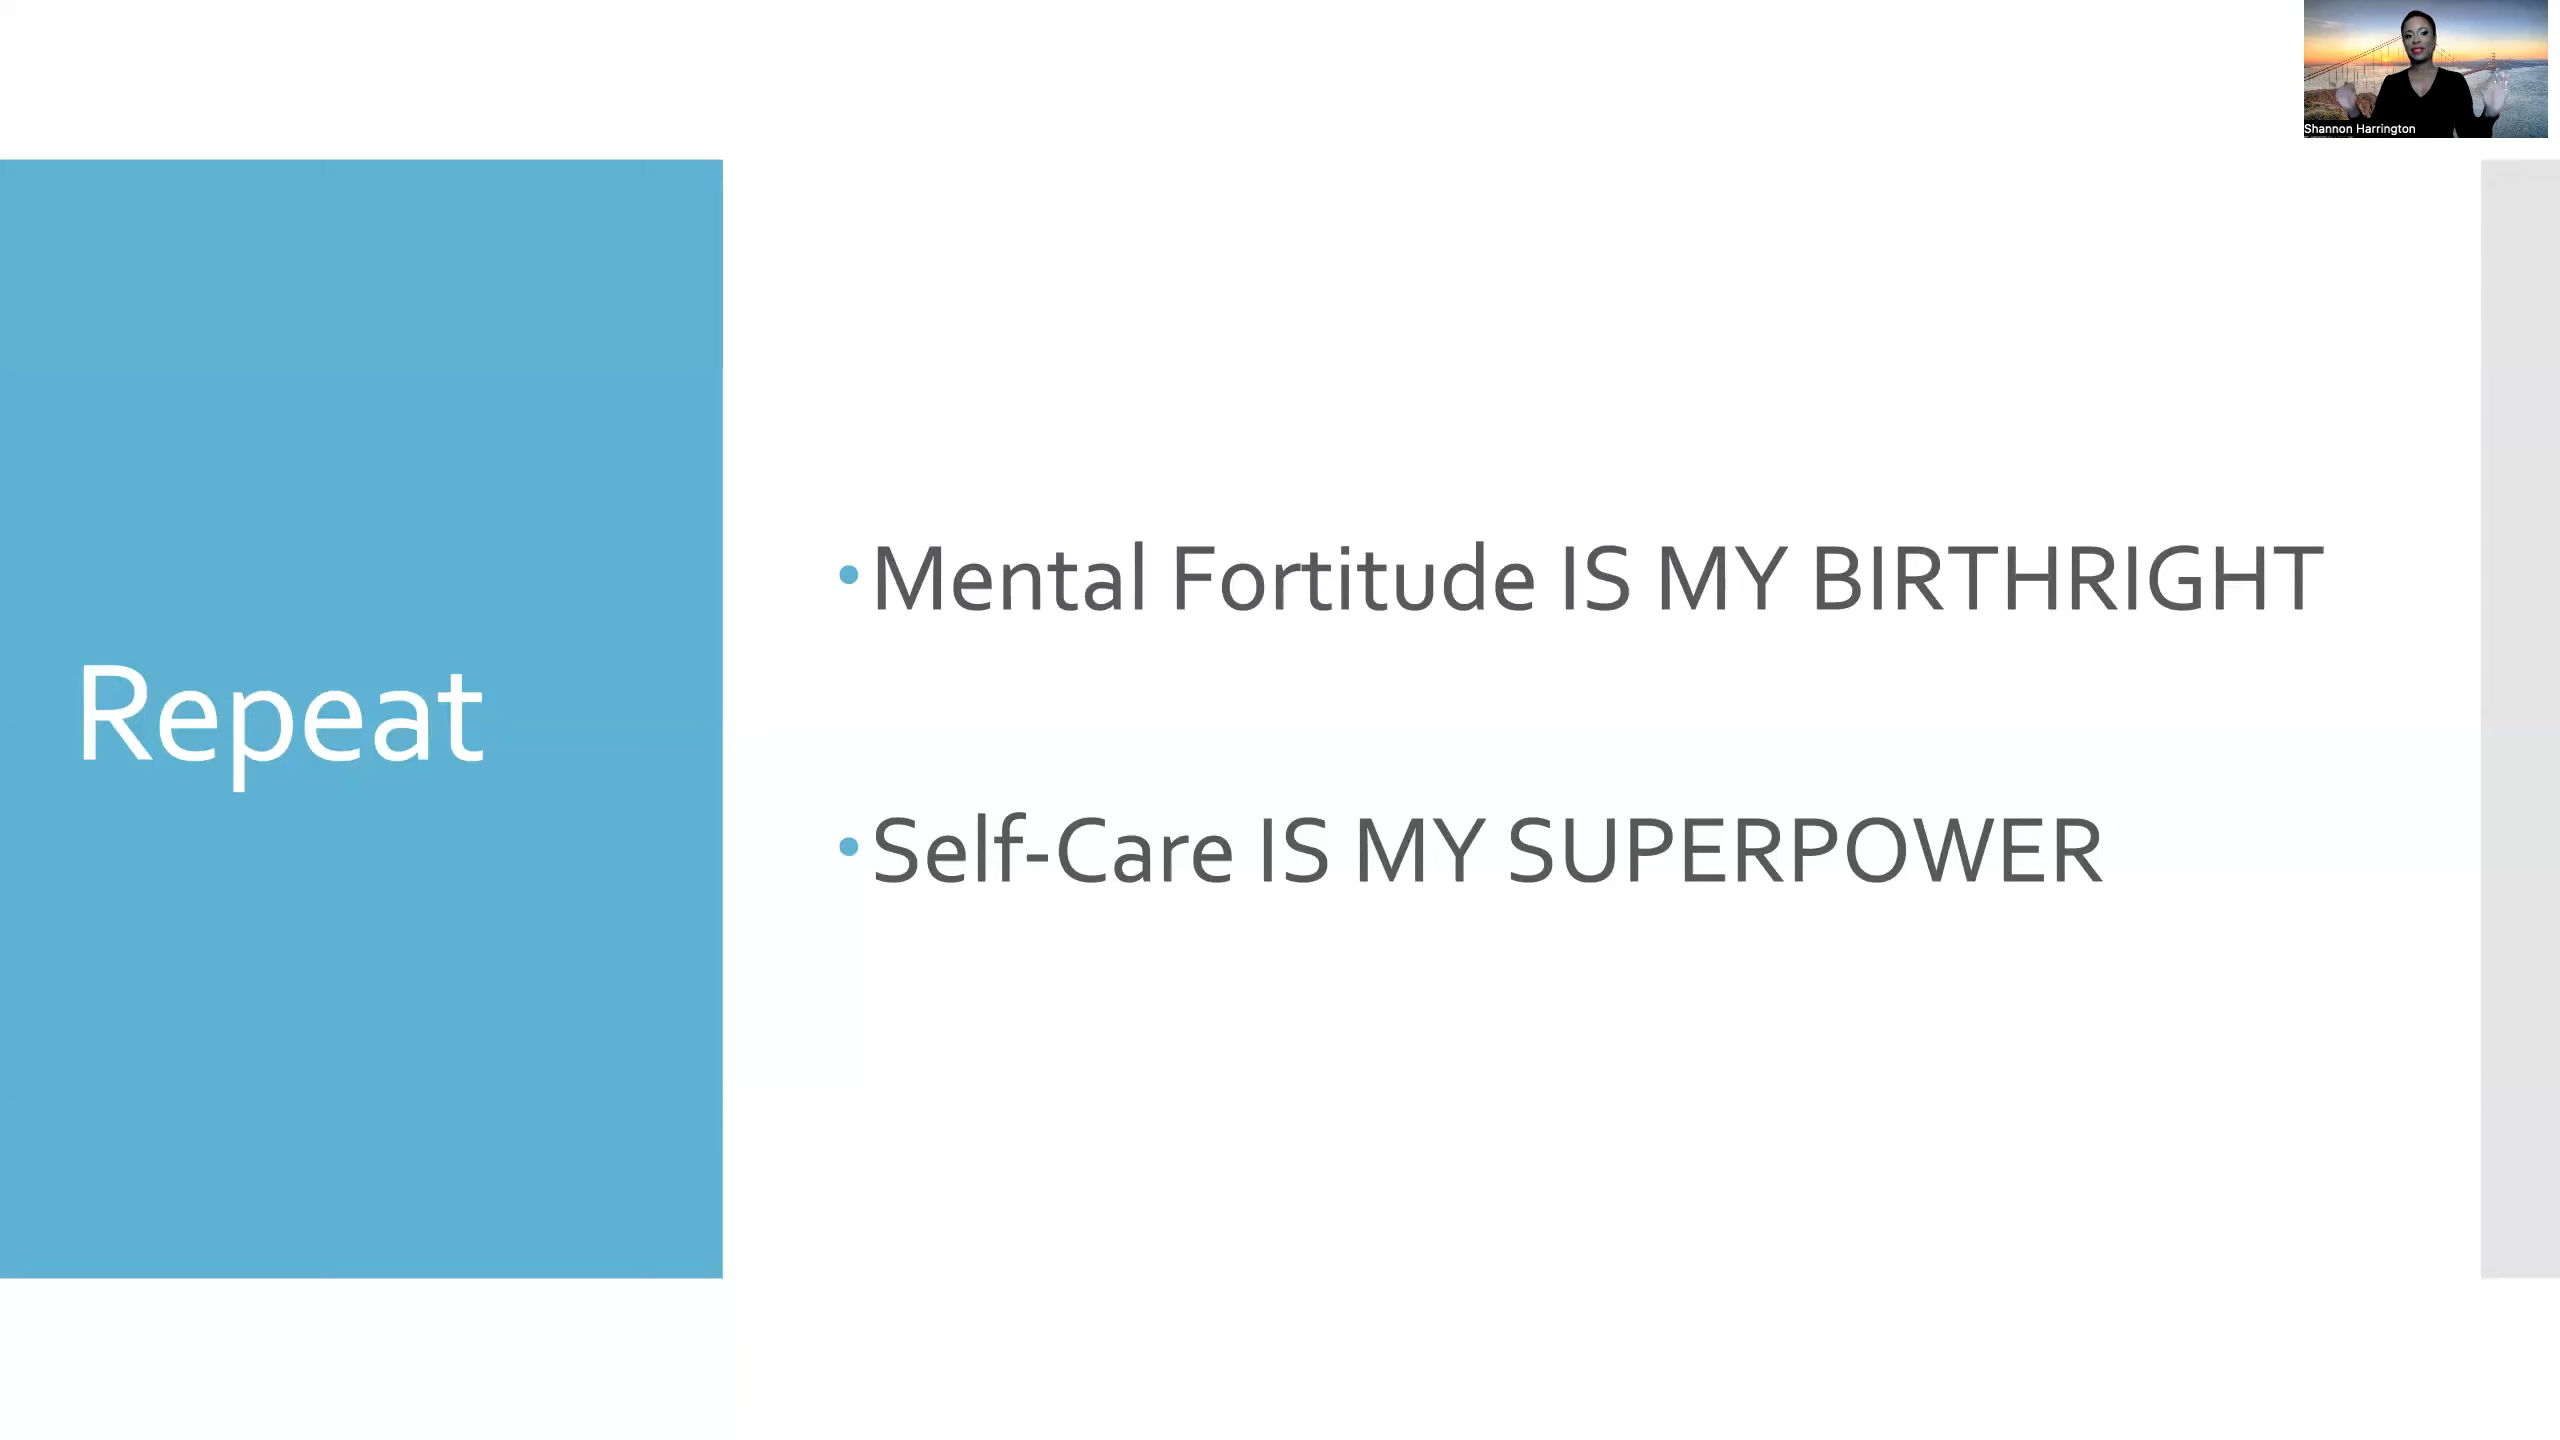 Shannon Harrington
Repeat
•Mental Fortitude IS MY BIRTHRIGHT
•Self-Care IS MY SUPERPOWER